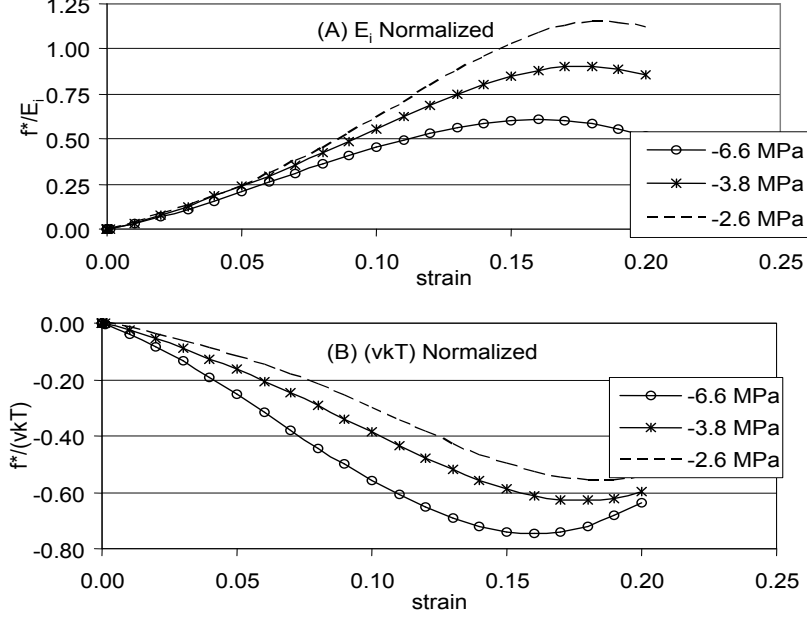 1.25
(A) Ei Normalized
1.00
0.75
f*/Ei
0.50
-6.6 MPa
0.25
-3.8 MPa
-2.6 MPa
0.00
0.00 0.05 0.10 0.15 0.20 0.25
strain
0.00
(B) (vkT) Normalized
-0.20
-6.6 MPa
f*/(vkT)
-0.40
-3.8 MPa
-2.6 MPa
-0.60
-0.80
0.00 0.05 0.10 0.15 0.20 0.25
strain